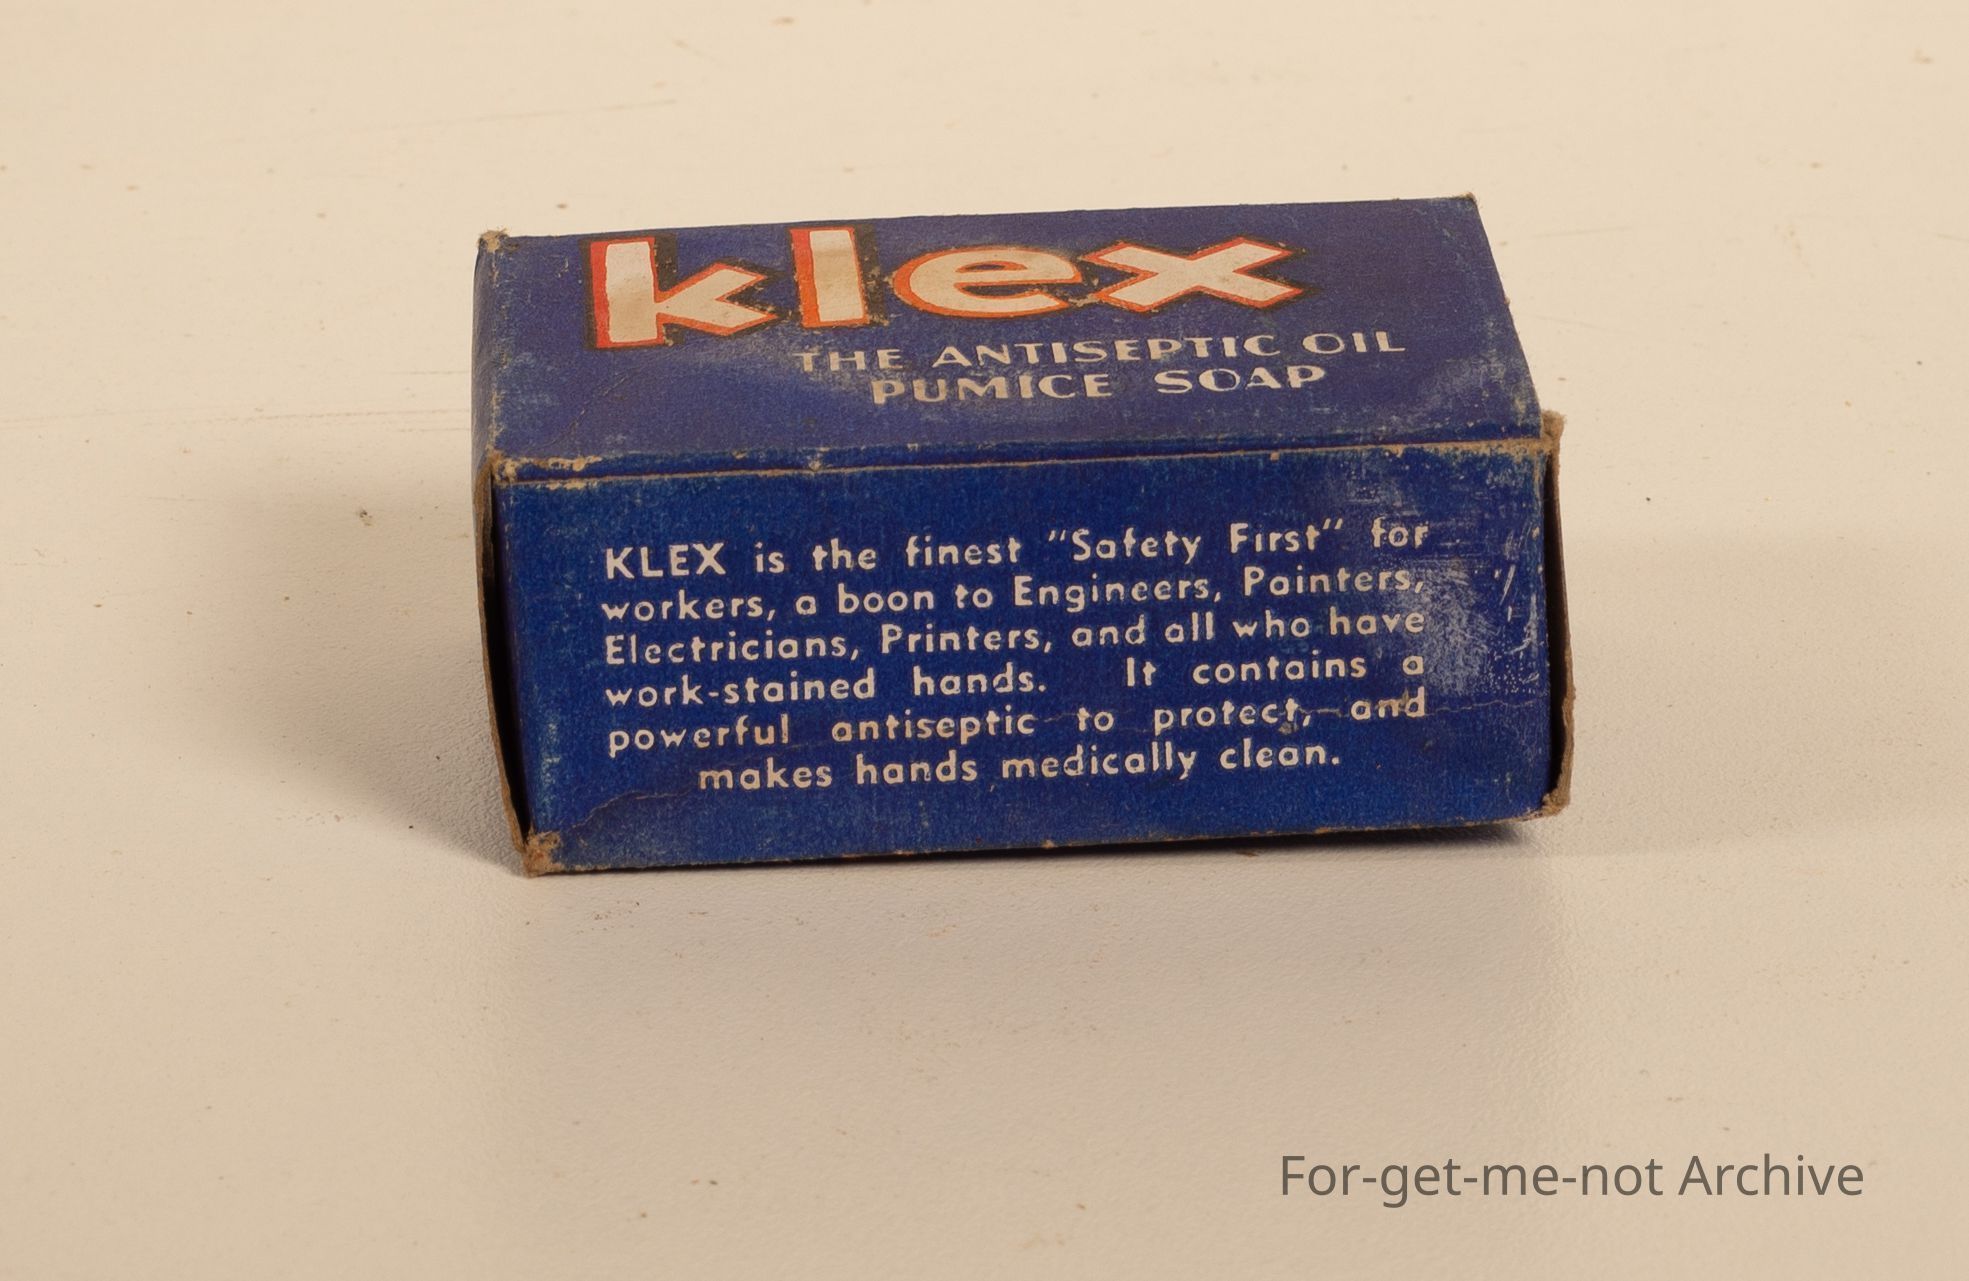 klex
THE ANTISEPTIC OIL
PUMICE SOAP
KLEX is the finest "Safety First" for
workers, a boon to Engineers, Painters,
Electricians, Printers, and all who have
work-stained hands. It contains a
powerful antiseptic to protect, and
makes hands medically clean.
For-get-me-not Archive